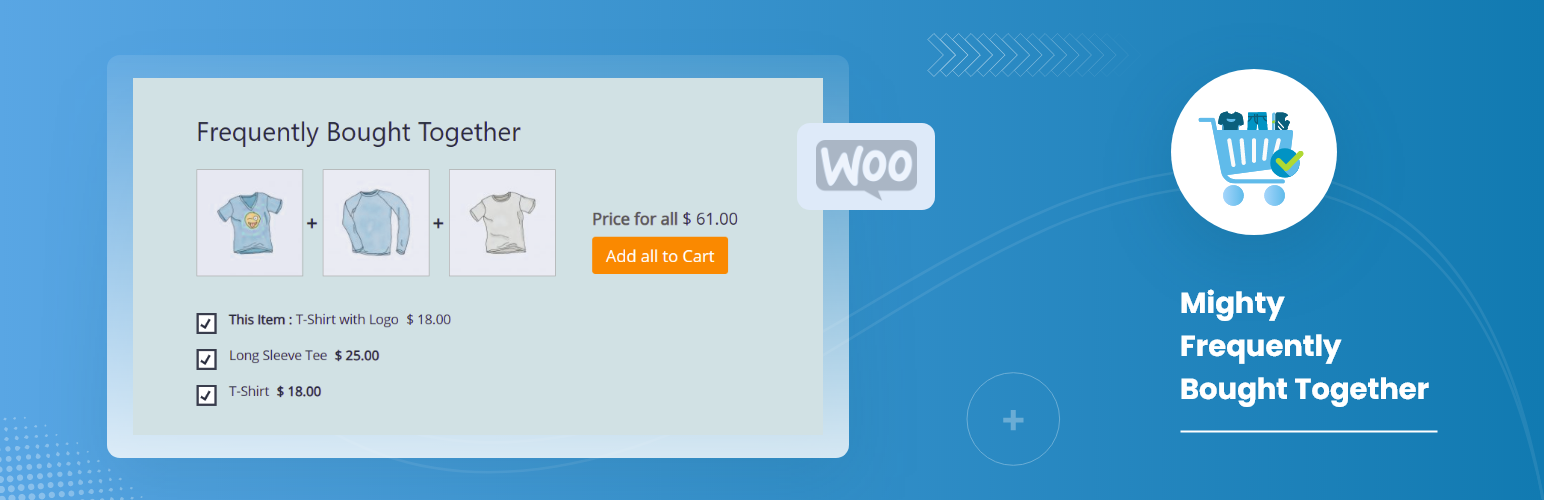 Frequently Bought Together
+ +
Price for all $ 61.00
Add all to Cart
This Item : T-Shirt with Logo $ 18.00
Long Sleeve Tee $ 25.00
T-Shirt $ 18.00
Woo
+
Mighty
Frequently
Bought Together